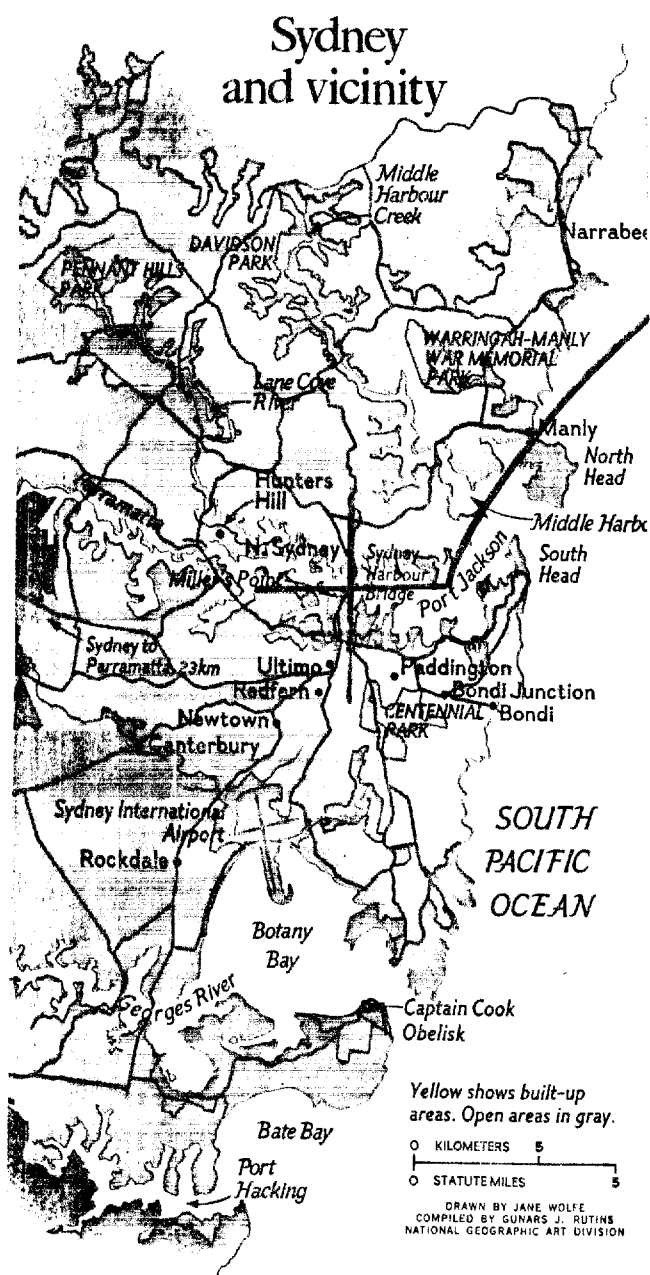 Sydney
and vicinity
Middle
Harbour
Creek
Narrabee
DAVIDSON
PARK
PENNANT HILLS
PARK
WARRINGAH-MANLY
WAR MEMORIAL
PARK
Lane Cove
River
Manly
North
Head
Hunters
Hill
Parramatta
Middle Harbo
N. Sydney
Sydney
Harbour
Bridge
Port Jackson
South
Head
Miller's Point
Sydney to
Parramatta 23km
Ultimo
Paddington
Redfern
Bondi Junction
Newtown
CENTENNIAL
PARK
Bondi
Canterbury
Sydney International
Airport
SOUTH
PACIFIC
OCEAN
Rockdale
Botany
Bay
Georges River
Captain Cook
Obelisk
Yellow shows built-up
areas. Open areas in gray.
Bate Bay
0 KILOMETERS 5
0 STATUTE MILES 5
Port
Hacking
DRAWN BY JANE WOLFE
COMPILED BY GUNARS J. RUTINS
NATIONAL GEOGRAPHIC ART DIVISION